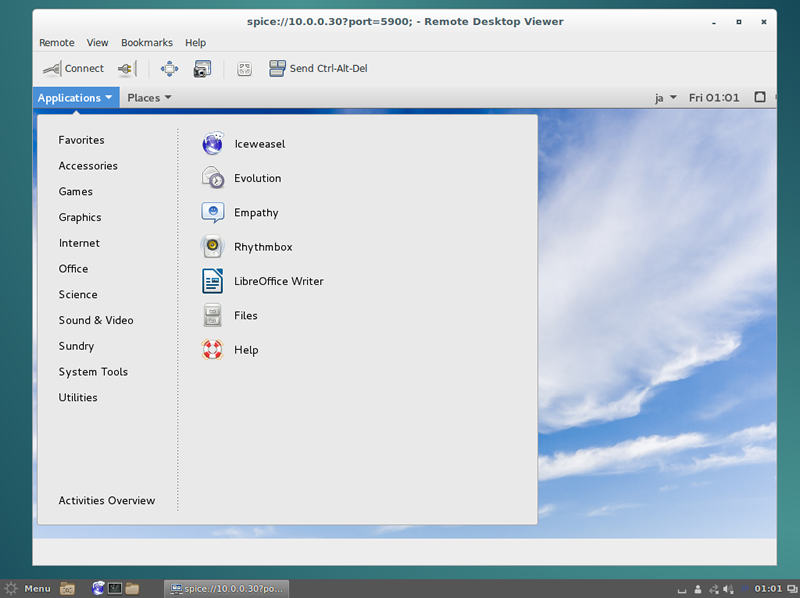 spice://10.0.0.30?port=5900; - Remote Desktop Viewer
Remote View Bookmarks Help
Connect Send Ctrl-Alt-Del
Applications Places ja Fri 01:01
Favorites
Accessories
Games
Graphics
Internet
Office
Science
Sound & Video
Sundry
System Tools
Utilities
Activities Overview
Iceweasel
Evolution
Empathy
Rhythmbox
LibreOffice Writer
Files
Help
Menu spice://10.0.0.30?po... 01:01